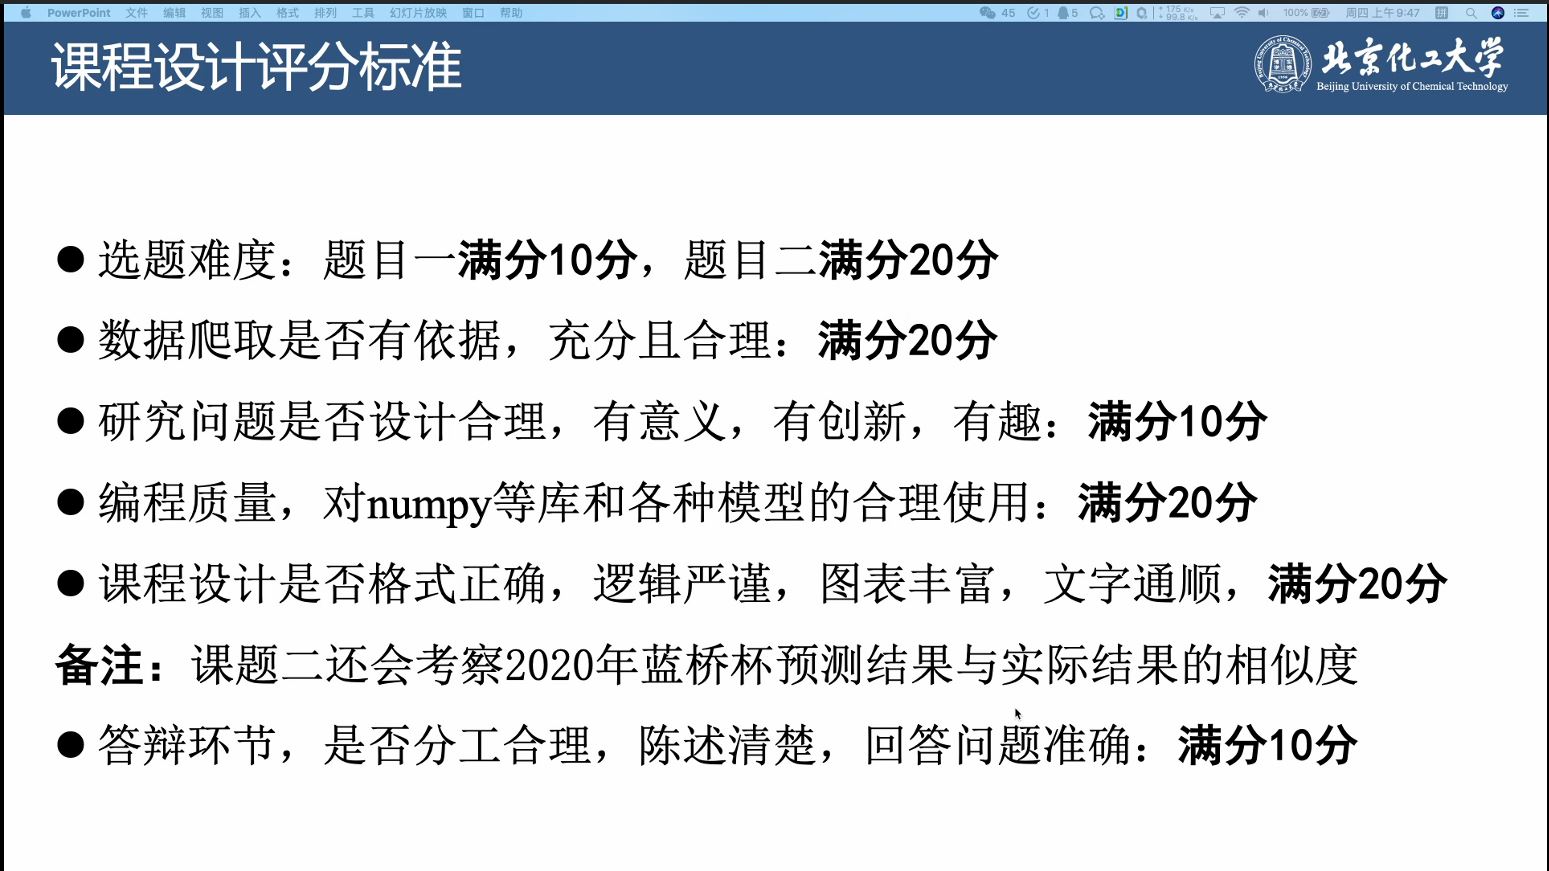 PowerPoint 文件 编辑 视图 插入 格式 排列 工具 幻灯片放映 窗口 帮助 45 1 5 175 K/s 99.8 K/s 100% 周四上午9:47 拼
课程设计评分标准
北京化工大学
Beijing University of Chemical Technology
● 选题难度：题目一满分10分，题目二满分20分
● 数据爬取是否有依据，充分且合理：满分20分
● 研究问题是否设计合理，有意义，有创新，有趣：满分10分
● 编程质量，对numpy等库和各种模型的合理使用：满分20分
● 课程设计是否格式正确，逻辑严谨，图表丰富，文字通顺，满分20分
备注：课题二还会考察2020年蓝桥杯预测结果与实际结果的相似度
● 答辩环节，是否分工合理，陈述清楚，回答问题准确：满分10分